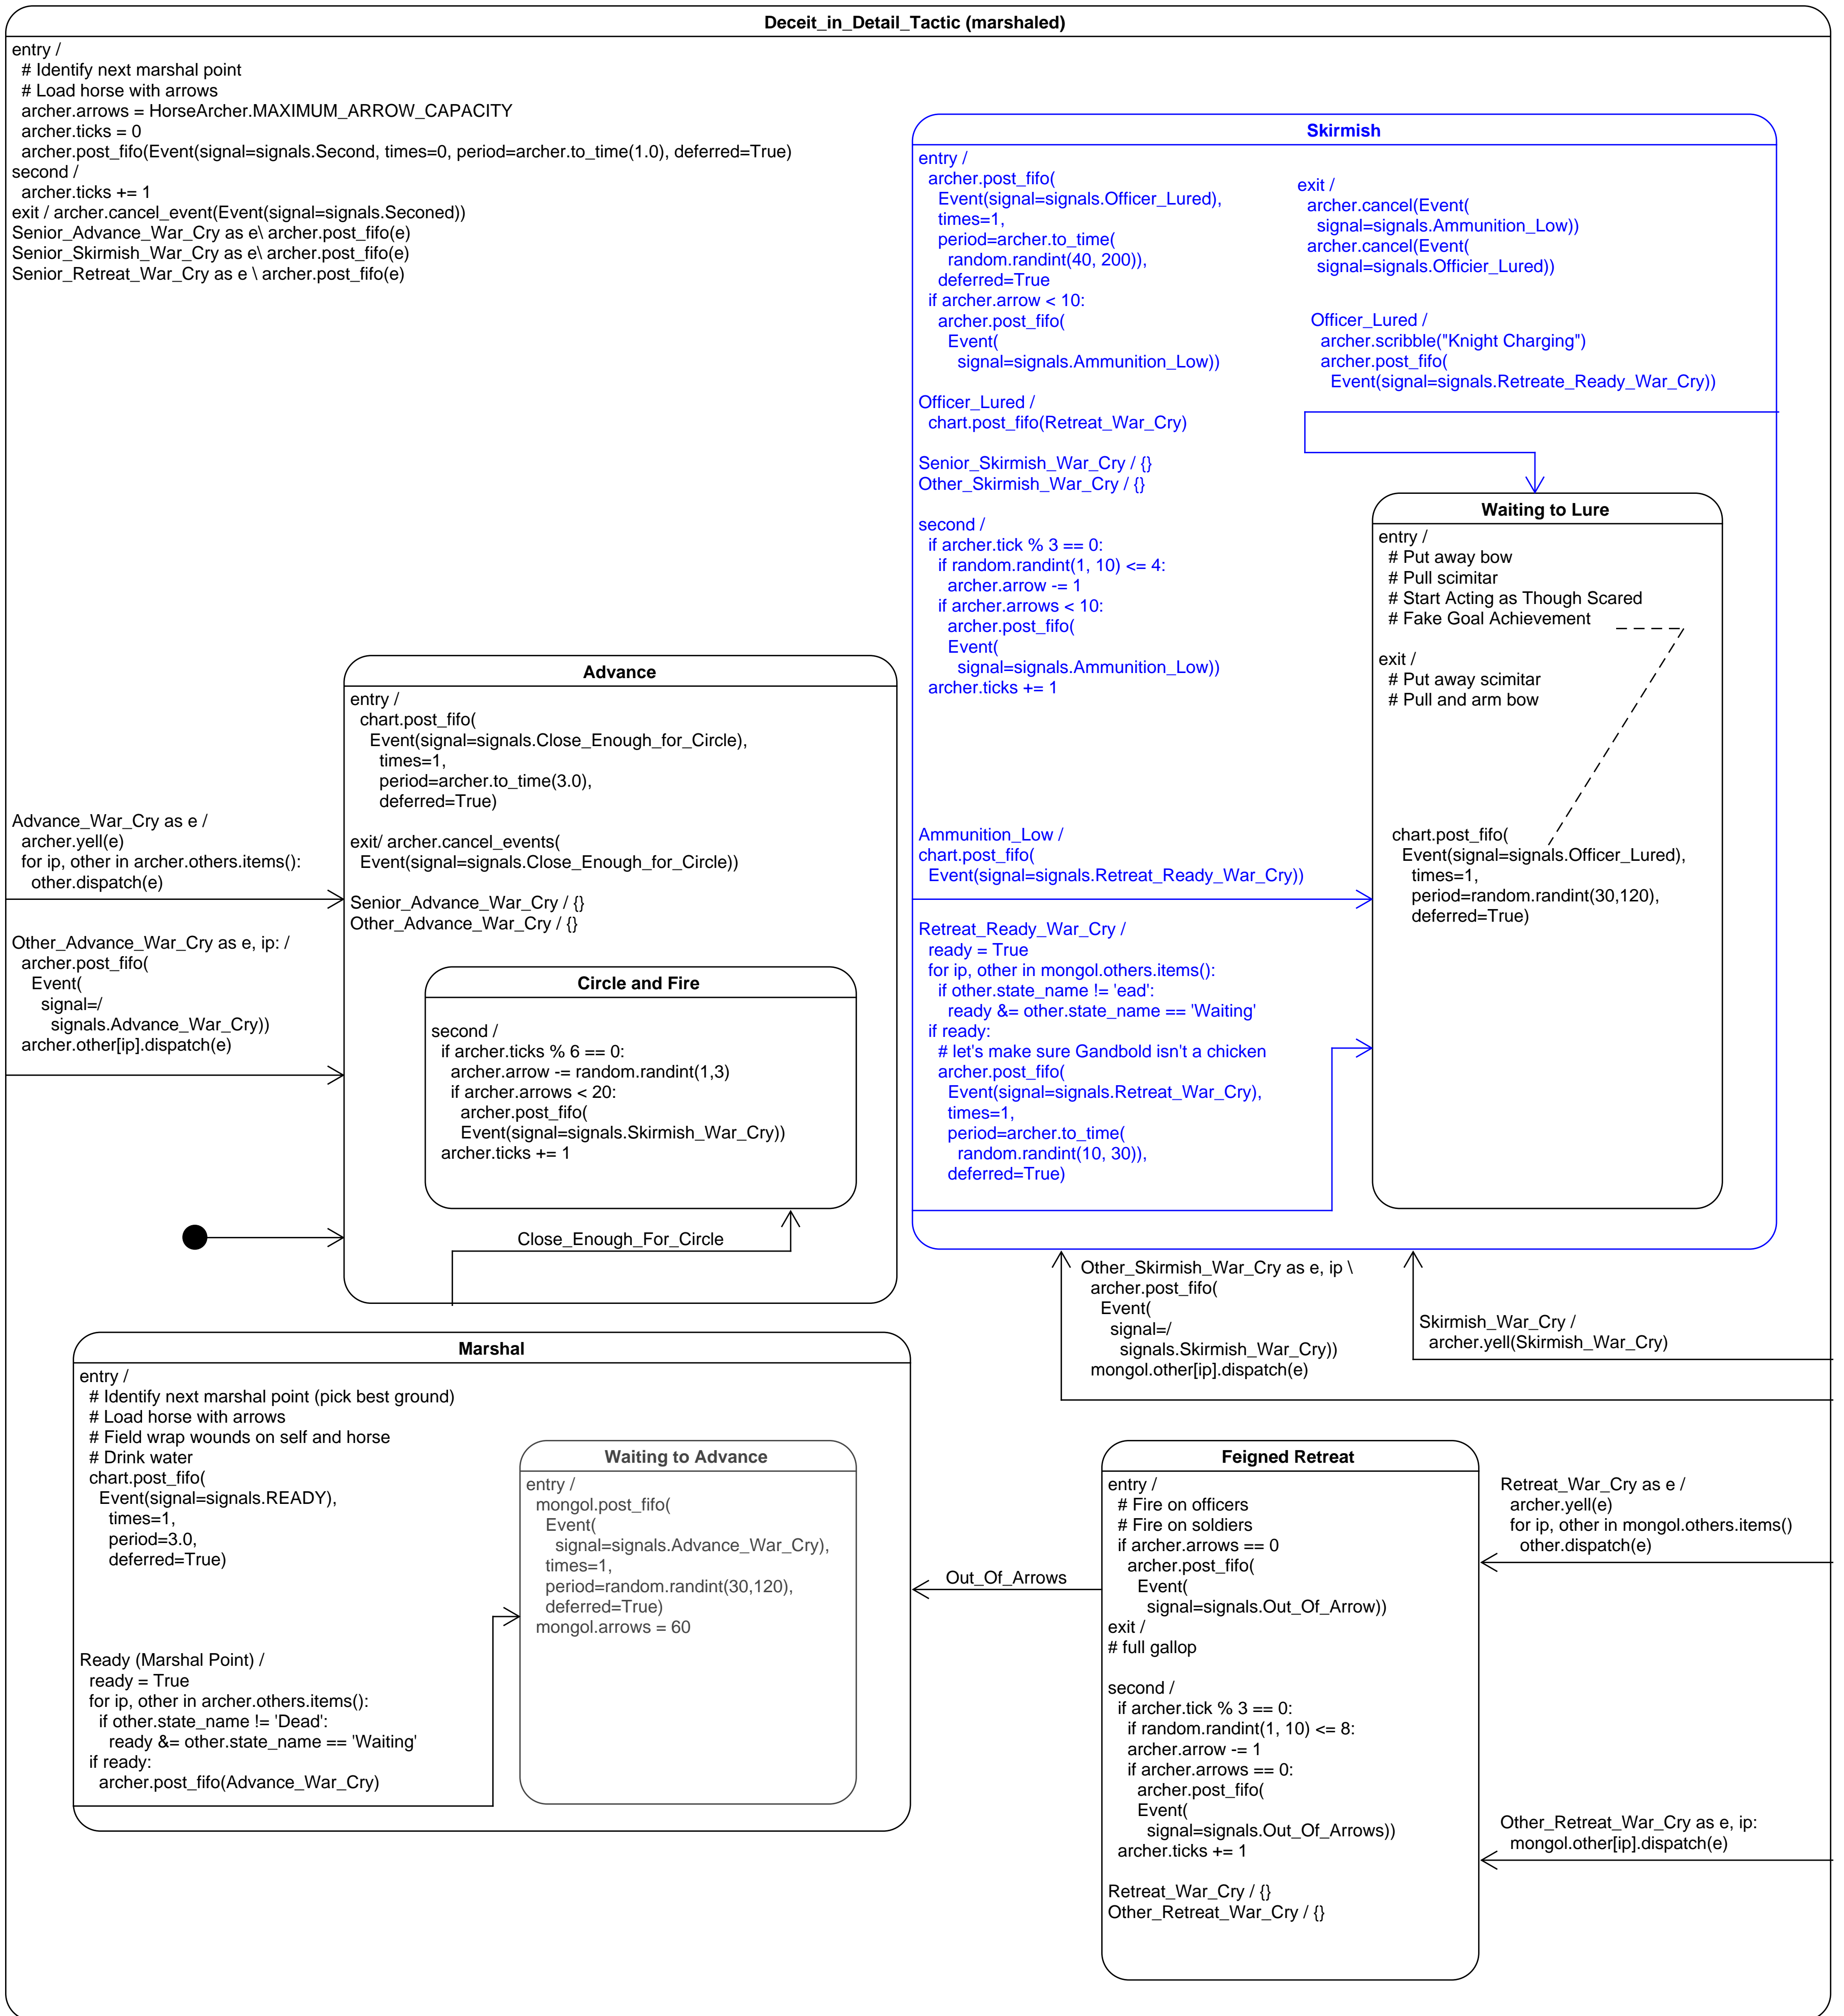 Deceit_in_Detail_Tactic (marshaled)
entry /
# Identify next marshal point
# Load horse with arrows
archer.arrows = HorseArcher.MAXIMUM_ARROW_CAPACITY
archer.ticks = 0
archer.post_fifo(Event(signal=signals.Second, times=0, period=archer.to_time(1.0), deferred=True)
second /
archer.ticks += 1
exit / archer.cancel_event(Event(signal=signals.Seconed))
Senior_Advance_War_Cry as e\ archer.post_fifo(e)
Senior_Skirmish_War_Cry as e\ archer.post_fifo(e)
Senior_Retreat_War_Cry as e \ archer.post_fifo(e)
Advance_War_Cry as e /
archer.yell(e)
for ip, other in archer.others.items():
other.dispatch(e)
Other_Advance_War_Cry as e, ip: /
archer.post_fifo(
Event(
signal=/
signals.Advance_War_Cry))
archer.other[ip].dispatch(e)
Advance
entry /
chart.post_fifo(
Event(signal=signals.Close_Enough_for_Circle),
times=1,
period=archer.to_time(3.0),
deferred=True)
exit/ archer.cancel_events(
Event(signal=signals.Close_Enough_for_Circle))
Senior_Advance_War_Cry / {}
Other_Advance_War_Cry / {}
Circle and Fire
second /
if archer.ticks % 6 == 0:
archer.arrow -= random.randint(1,3)
if archer.arrows < 20:
archer.post_fifo(
Event(signal=signals.Skirmish_War_Cry))
archer.ticks += 1
Close_Enough_For_Circle
Skirmish
entry /
archer.post_fifo(
Event(signal=signals.Officer_Lured),
times=1,
period=archer.to_time(
random.randint(40, 200)),
deferred=True
if archer.arrow < 10:
archer.post_fifo(
Event(
signal=signals.Ammunition_Low))
Officer_Lured /
chart.post_fifo(Retreat_War_Cry)
Senior_Skirmish_War_Cry / {}
Other_Skirmish_War_Cry / {}
second /
if archer.tick % 3 == 0:
if random.randint(1, 10) <= 4:
archer.arrow -= 1
if archer.arrows < 10:
archer.post_fifo(
Event(
signal=signals.Ammunition_Low))
archer.ticks += 1
exit /
archer.cancel(Event(
signal=signals.Ammunition_Low))
archer.cancel(Event(
signal=signals.Officier_Lured))
Officer_Lured /
archer.scribble("Knight Charging")
archer.post_fifo(
Event(signal=signals.Retreate_Ready_War_Cry))
Ammunition_Low /
chart.post_fifo(
Event(signal=signals.Retreat_Ready_War_Cry))
Retreat_Ready_War_Cry /
ready = True
for ip, other in mongol.others.items():
if other.state_name != 'ead':
ready &= other.state_name == 'Waiting'
if ready:
# let's make sure Gandbold isn't a chicken
archer.post_fifo(
Event(signal=signals.Retreat_War_Cry),
times=1,
period=archer.to_time(
random.randint(10, 30)),
deferred=True)
Waiting to Lure
entry /
# Put away bow
# Pull scimitar
# Start Acting as Though Scared
# Fake Goal Achievement
exit /
# Put away scimitar
# Pull and arm bow
chart.post_fifo(
Event(signal=signals.Officer_Lured),
times=1,
period=random.randint(30,120),
deferred=True)
Other_Skirmish_War_Cry as e, ip \
archer.post_fifo(
Event(
signal=/
signals.Skirmish_War_Cry))
mongol.other[ip].dispatch(e)
Skirmish_War_Cry /
archer.yell(Skirmish_War_Cry)
Marshal
entry /
# Identify next marshal point (pick best ground)
# Load horse with arrows
# Field wrap wounds on self and horse
# Drink water
chart.post_fifo(
Event(signal=signals.READY),
times=1,
period=3.0,
deferred=True)
Ready (Marshal Point) /
ready = True
for ip, other in archer.others.items():
if other.state_name != 'Dead':
ready &= other.state_name == 'Waiting'
if ready:
archer.post_fifo(Advance_War_Cry)
Waiting to Advance
entry /
mongol.post_fifo(
Event(
signal=signals.Advance_War_Cry),
times=1,
period=random.randint(30,120),
deferred=True)
mongol.arrows = 60
Out_Of_Arrows
Feigned Retreat
entry /
# Fire on officers
# Fire on soldiers
if archer.arrows == 0
archer.post_fifo(
Event(
signal=signals.Out_Of_Arrow))
exit /
# full gallop
second /
if archer.tick % 3 == 0:
if random.randint(1, 10) <= 8:
archer.arrow -= 1
if archer.arrows == 0:
archer.post_fifo(
Event(
signal=signals.Out_Of_Arrows))
archer.ticks += 1
Retreat_War_Cry / {}
Other_Retreat_War_Cry / {}
Retreat_War_Cry as e /
archer.yell(e)
for ip, other in mongol.others.items()
other.dispatch(e)
Other_Retreat_War_Cry as e, ip:
mongol.other[ip].dispatch(e)